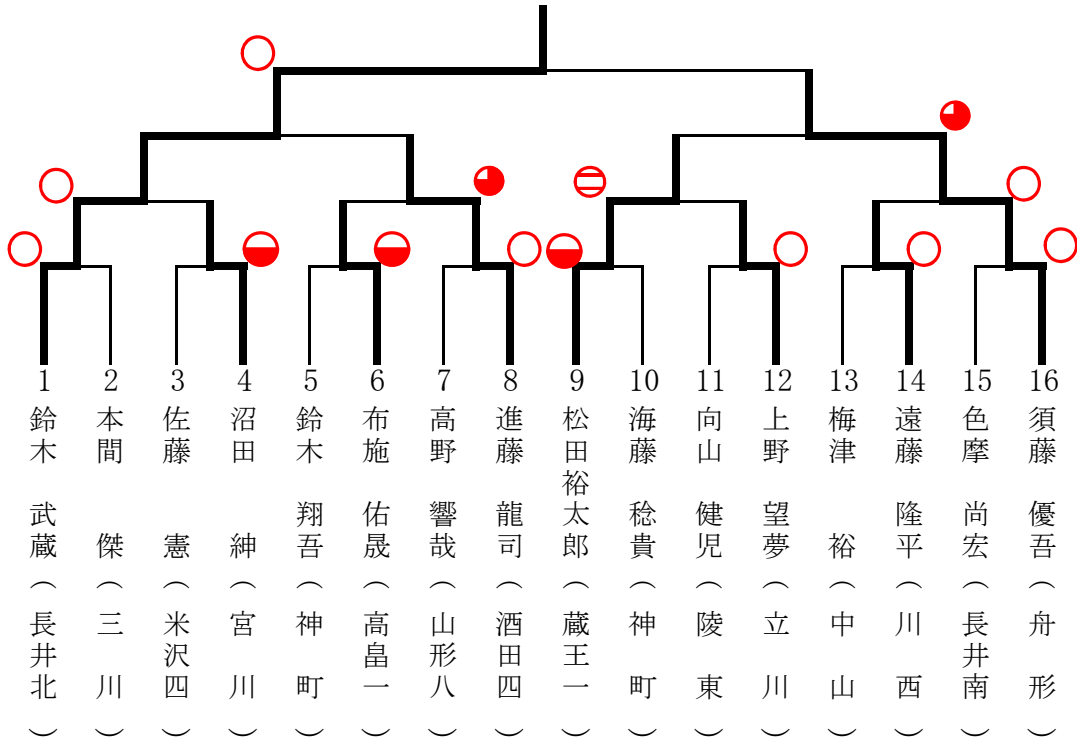 1 鈴木 武蔵（長井北）
2 本間 傑（三川）
3 佐藤 憲（米沢四）
4 沼田 紳（宮川）
5 鈴木 翔吾（神町）
6 布施 佑晟（高畠一）
7 高野 響哉（山形八）
8 進藤 龍司（酒田四）
9 松田裕太郎（蔵王一）
10 海藤 稔貴（神町）
11 向山 健児（陵東）
12 上野 望夢（立川）
13 梅津 裕（中山）
14 遠藤 隆平（川西）
15 色摩 尚宏（長井南）
16 須藤 優吾（舟形）